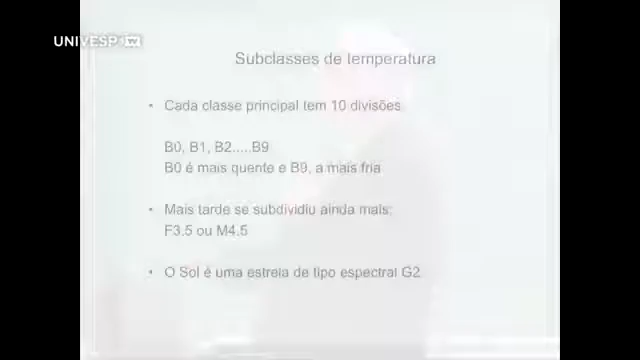 UNIVESP tv
Subclasses de temperatura
• Cada classe principal tem 10 divisões
B0, B1, B2.....B9
B0 é mais quente e B9, a mais fria
• Mais tarde se subdividiu ainda mais:
F3.5 ou M4.5
• O Sol é uma estrela de tipo espectral G2